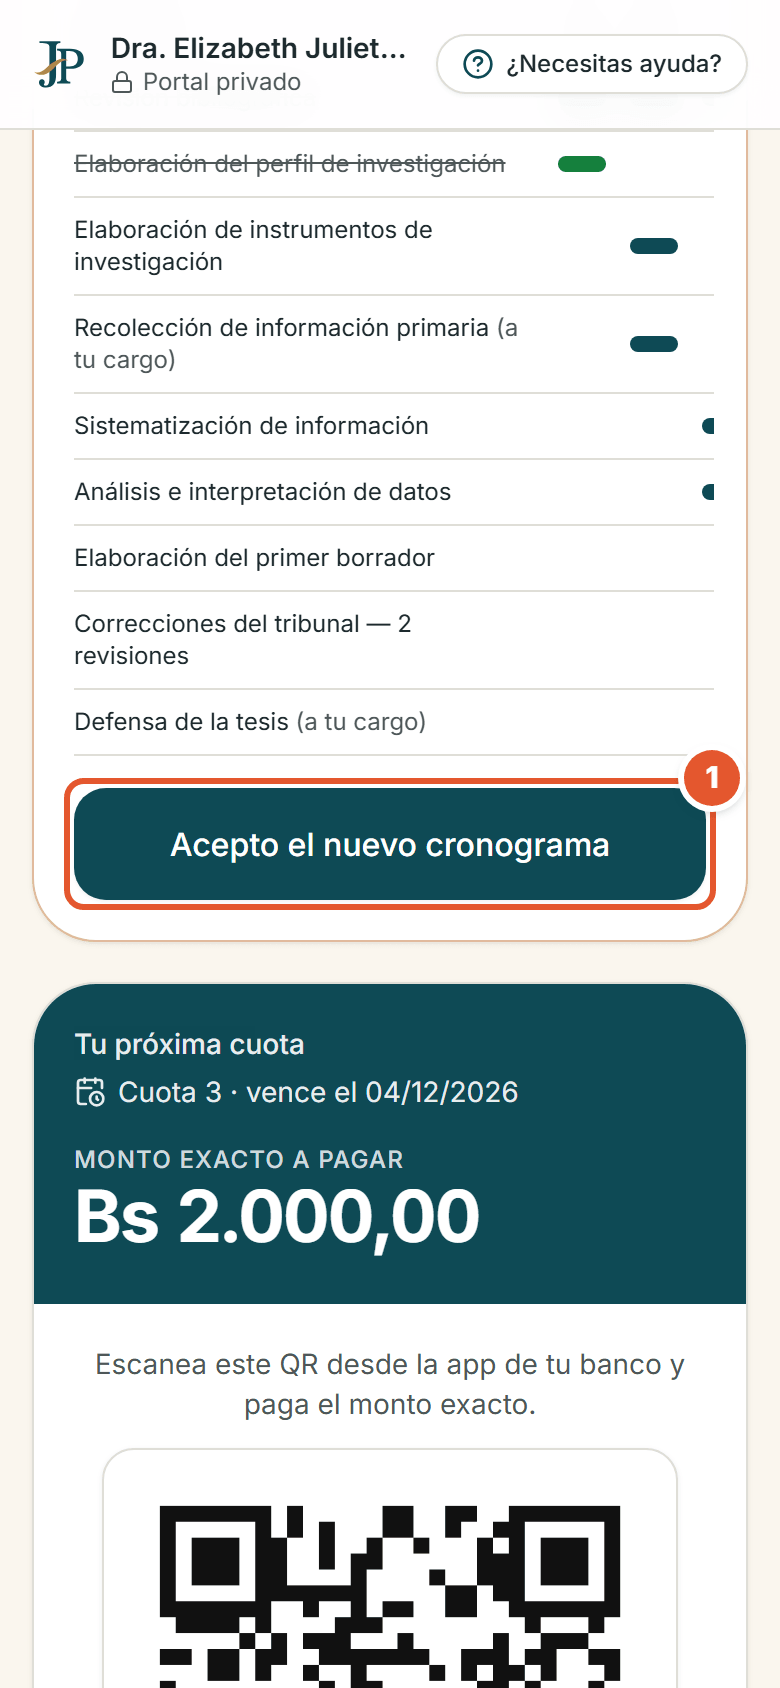 JP
Dra. Elizabeth Juliet...
Portal privado
¿Necesitas ayuda?
Elaboración del perfil de investigación
Elaboración de instrumentos de
investigación
Recolección de información primaria (a
tu cargo)
Sistematización de información
Análisis e interpretación de datos
Elaboración del primer borrador
Correcciones del tribunal — 2
revisiones
Defensa de la tesis (a tu cargo)
1
Acepto el nuevo cronograma
Tu próxima cuota
Cuota 3 · vence el 04/12/2026
MONTO EXACTO A PAGAR
Bs 2.000,00
Escanea este QR desde la app de tu banco y
paga el monto exacto.